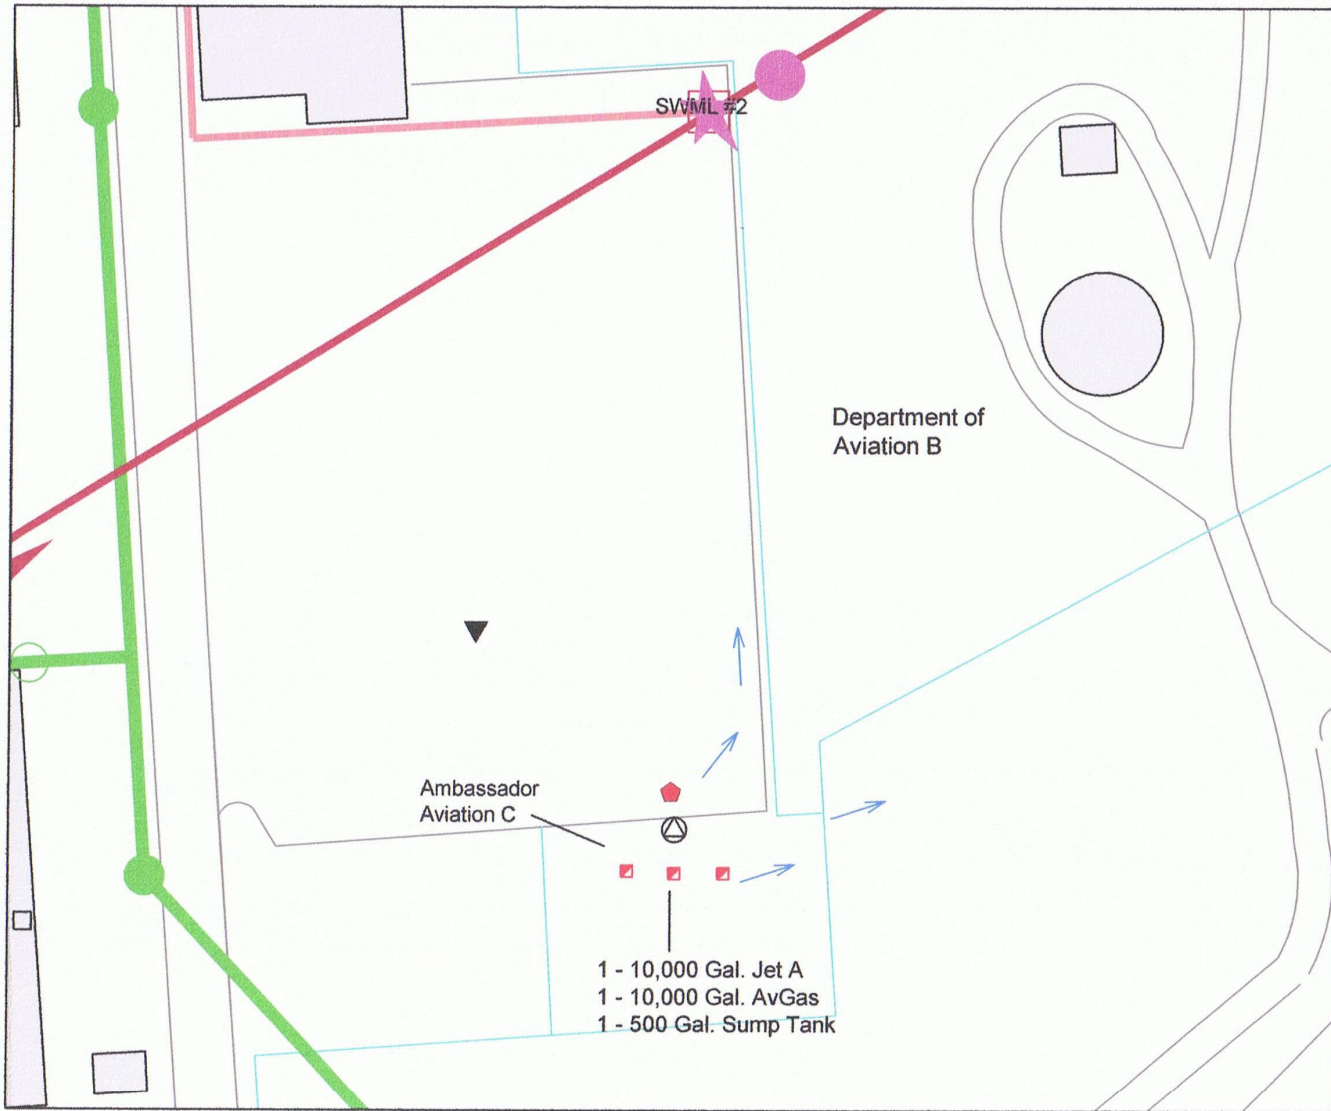 SWML #2
Department of
Aviation B
Ambassador
Aviation C
1 - 10,000 Gal. Jet A
1 - 10,000 Gal. AvGas
1 - 500 Gal. Sump Tank